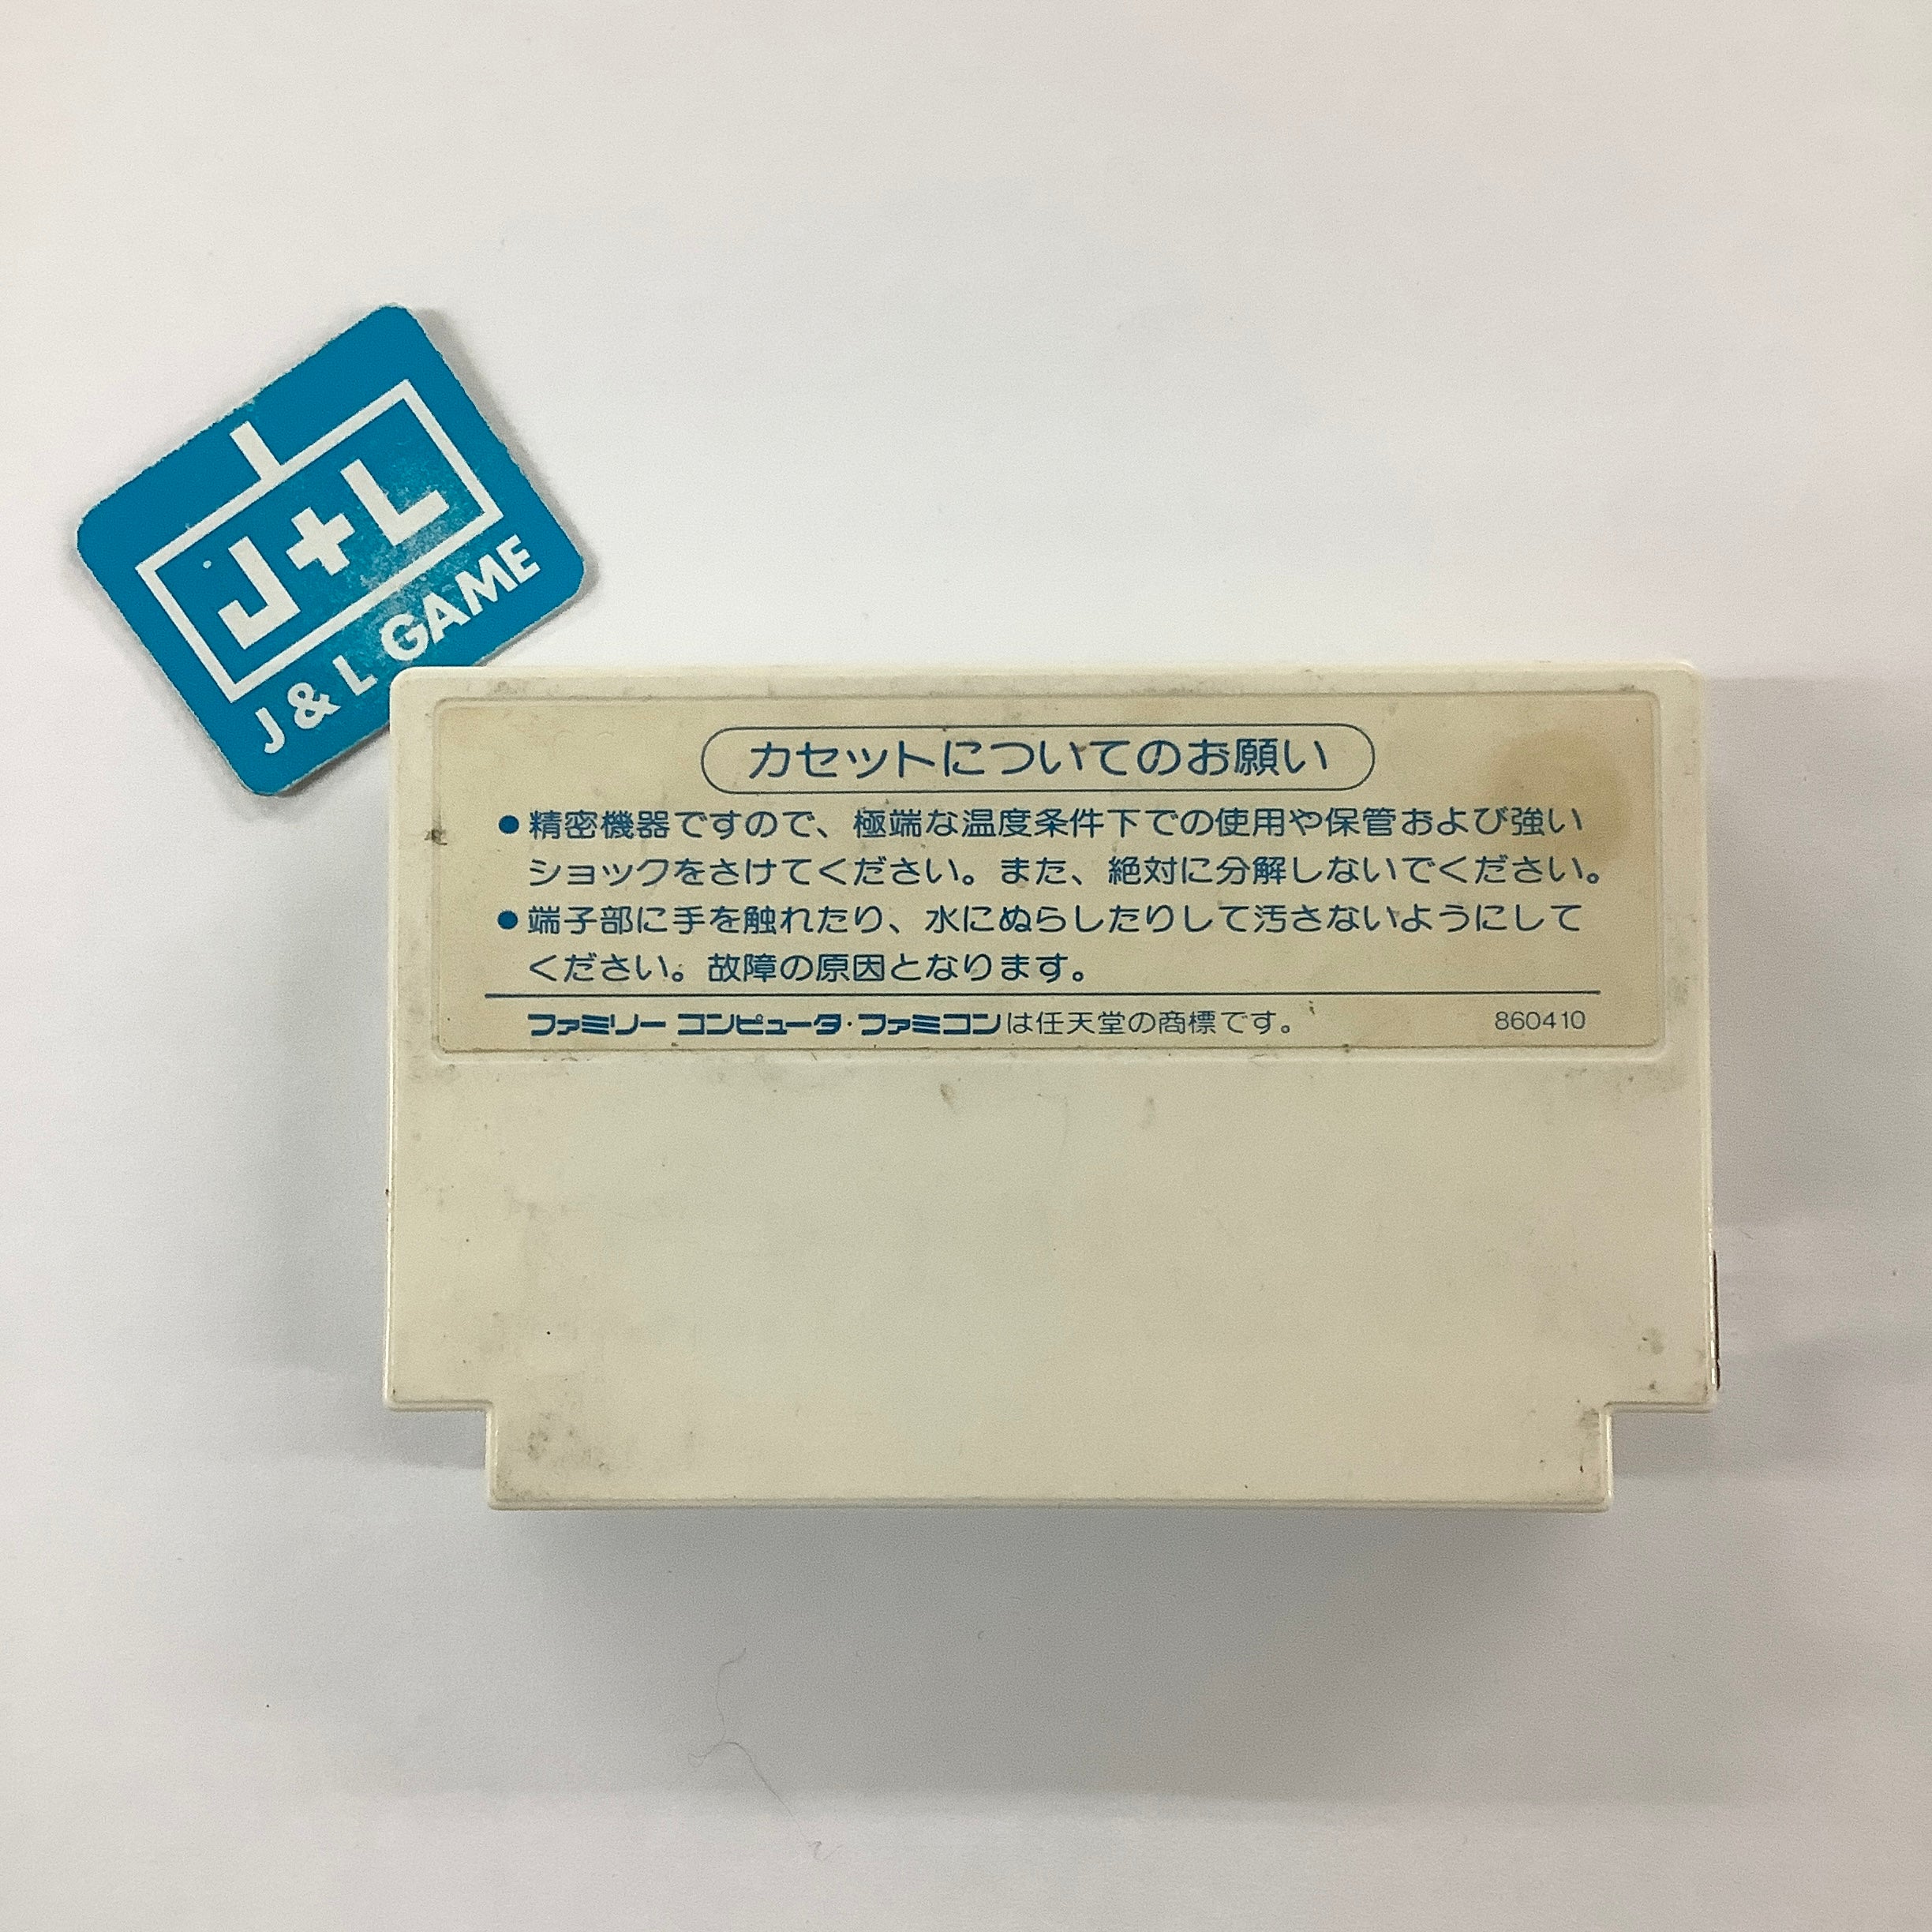 J+L
J & L GAME
カセットについてのお願い
●精密機器ですので、極端な温度条件下での使用や保管および強い
ショックをさけてください。また、絶対に分解しないでください。
●端子部に手を触れたり、水にぬらしたりして汚さないようにして
ください。故障の原因となります。
ファミリー コンピュータ・ファミコンは任天堂の商標です。 860410